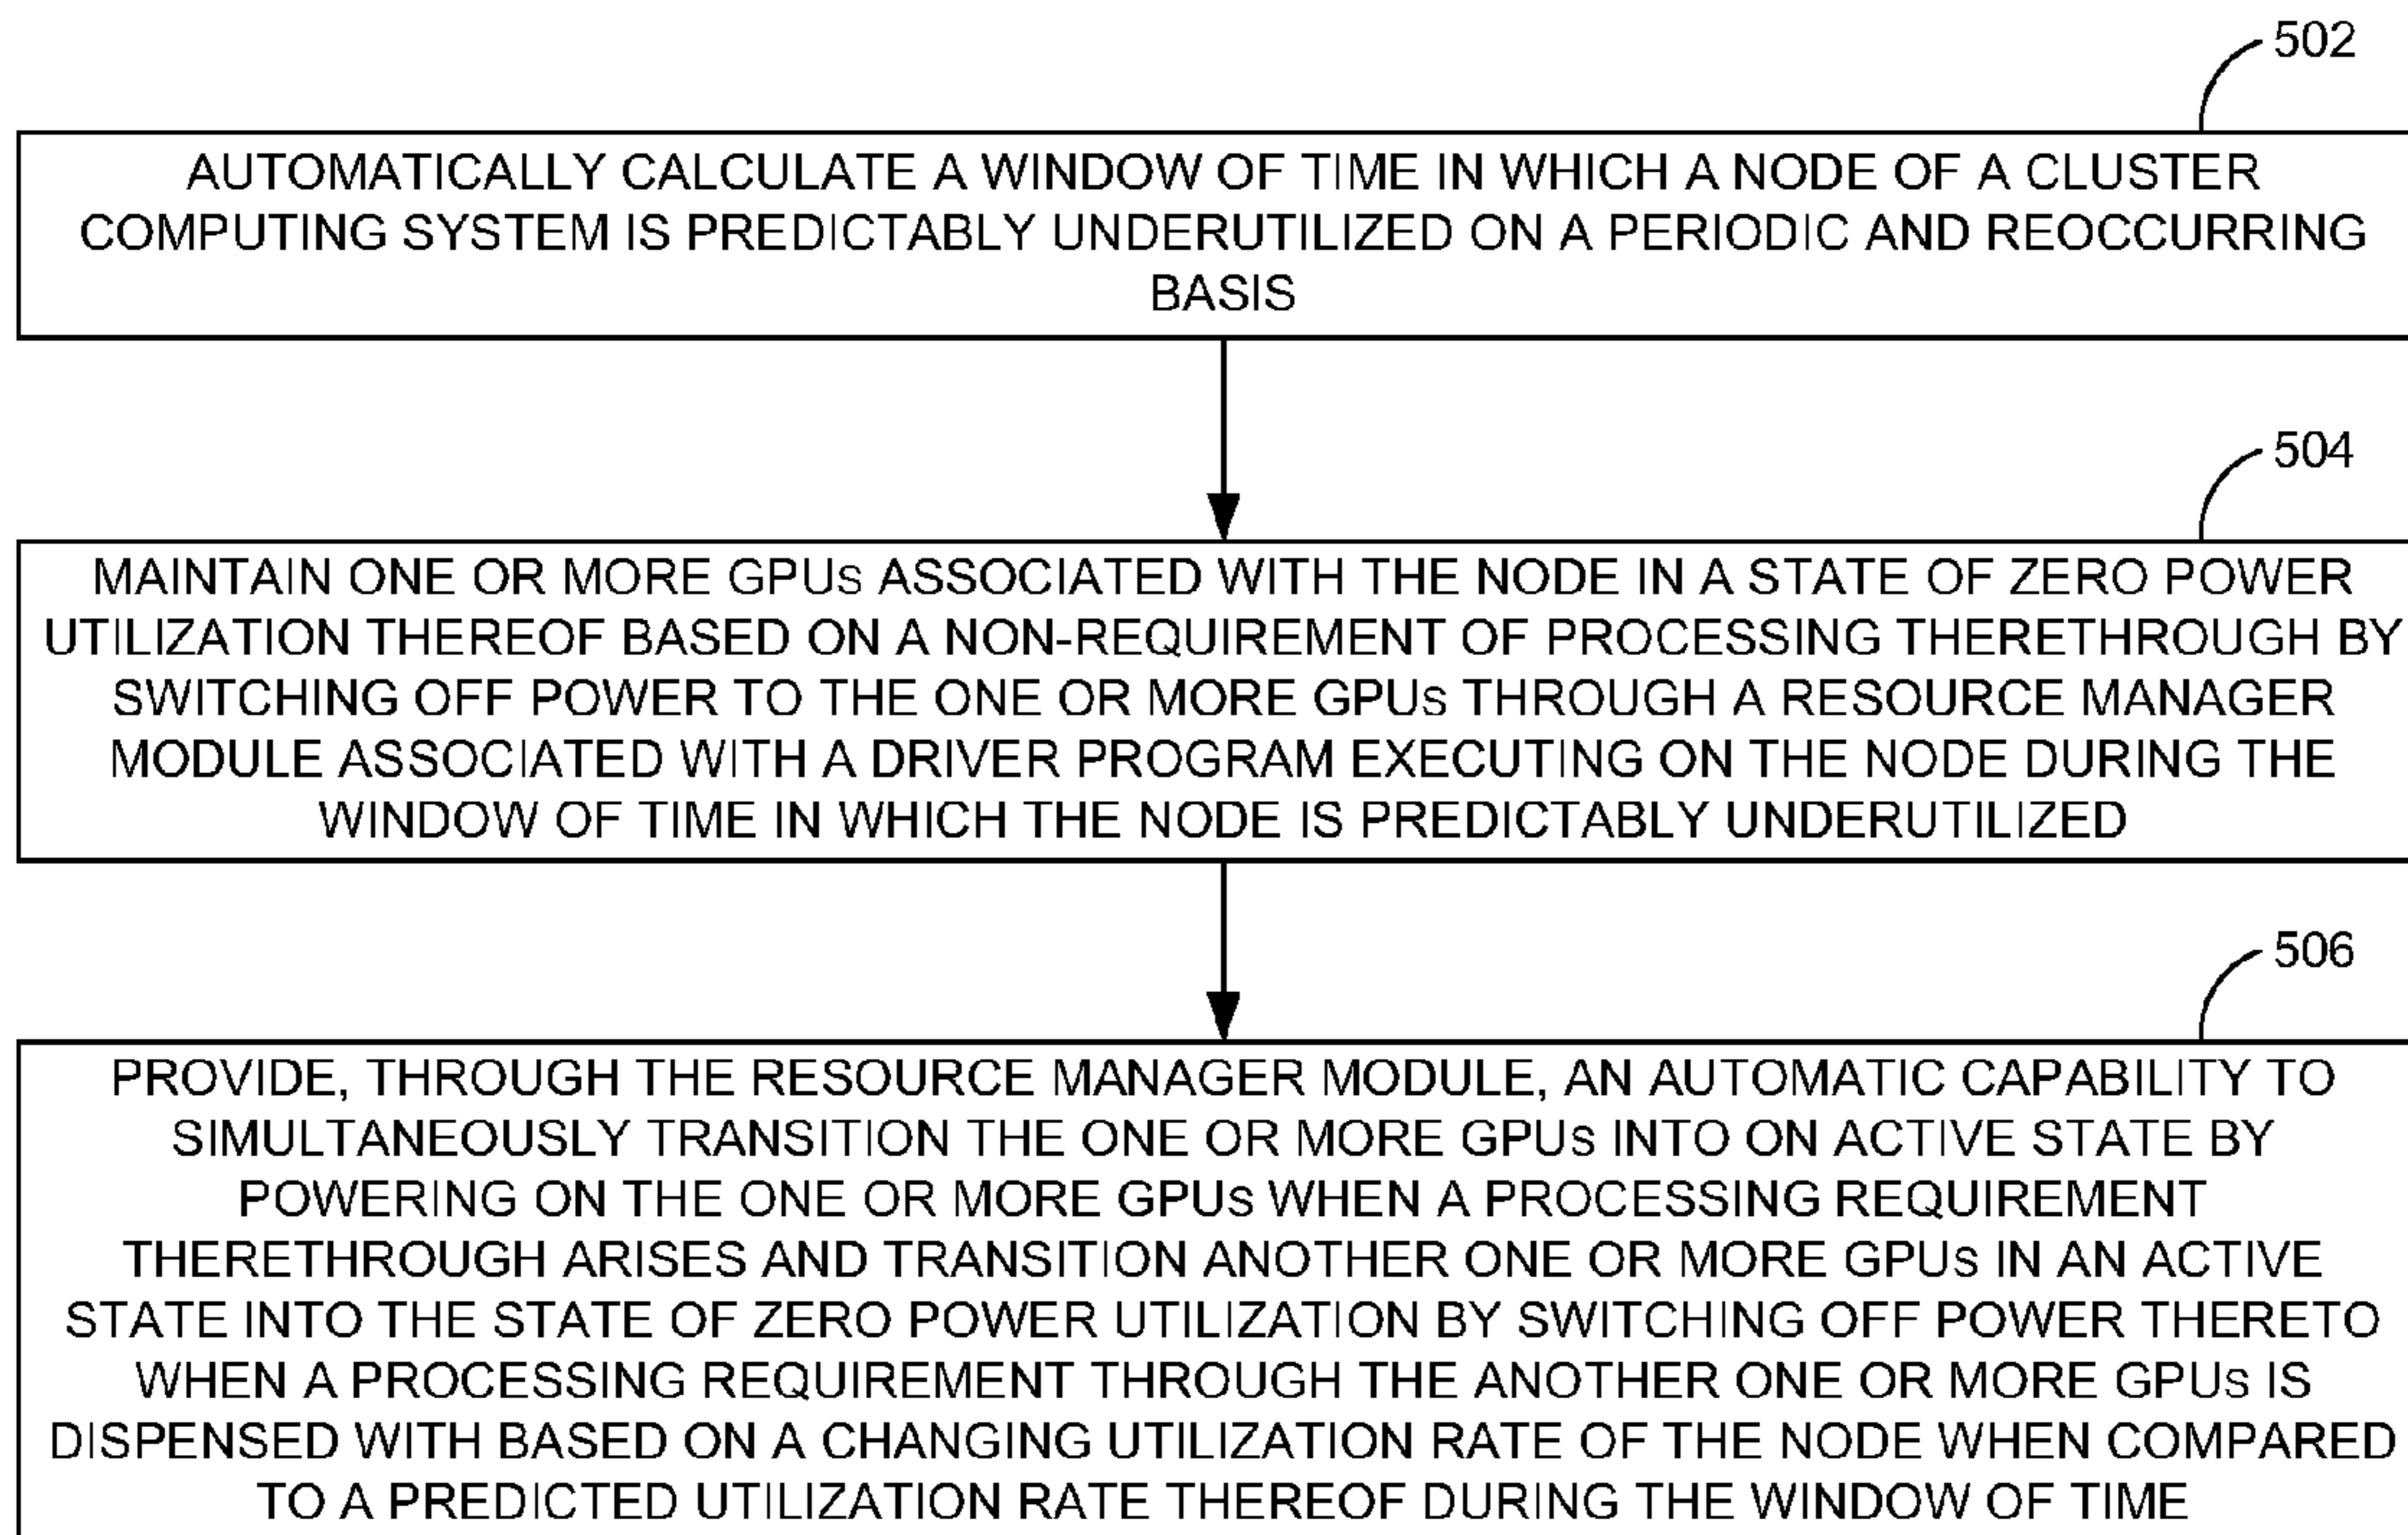 502
AUTOMATICALLY CALCULATE A WINDOW OF TIME IN WHICH A NODE OF A CLUSTER
COMPUTING SYSTEM IS PREDICTABLY UNDERUTILIZED ON A PERIODIC AND REOCCURRING
BASIS
504
MAINTAIN ONE OR MORE GPUs ASSOCIATED WITH THE NODE IN A STATE OF ZERO POWER
UTILIZATION THEREOF BASED ON A NON-REQUIREMENT OF PROCESSING THERETHROUGH BY
SWITCHING OFF POWER TO THE ONE OR MORE GPUs THROUGH A RESOURCE MANAGER
MODULE ASSOCIATED WITH A DRIVER PROGRAM EXECUTING ON THE NODE DURING THE
WINDOW OF TIME IN WHICH THE NODE IS PREDICTABLY UNDERUTILIZED
506
PROVIDE, THROUGH THE RESOURCE MANAGER MODULE, AN AUTOMATIC CAPABILITY TO
SIMULTANEOUSLY TRANSITION THE ONE OR MORE GPUs INTO ON ACTIVE STATE BY
POWERING ON THE ONE OR MORE GPUs WHEN A PROCESSING REQUIREMENT
THERETHROUGH ARISES AND TRANSITION ANOTHER ONE OR MORE GPUs IN AN ACTIVE
STATE INTO THE STATE OF ZERO POWER UTILIZATION BY SWITCHING OFF POWER THERETO
WHEN A PROCESSING REQUIREMENT THROUGH THE ANOTHER ONE OR MORE GPUs IS
DISPENSED WITH BASED ON A CHANGING UTILIZATION RATE OF THE NODE WHEN COMPARED
TO A PREDICTED UTILIZATION RATE THEREOF DURING THE WINDOW OF TIME